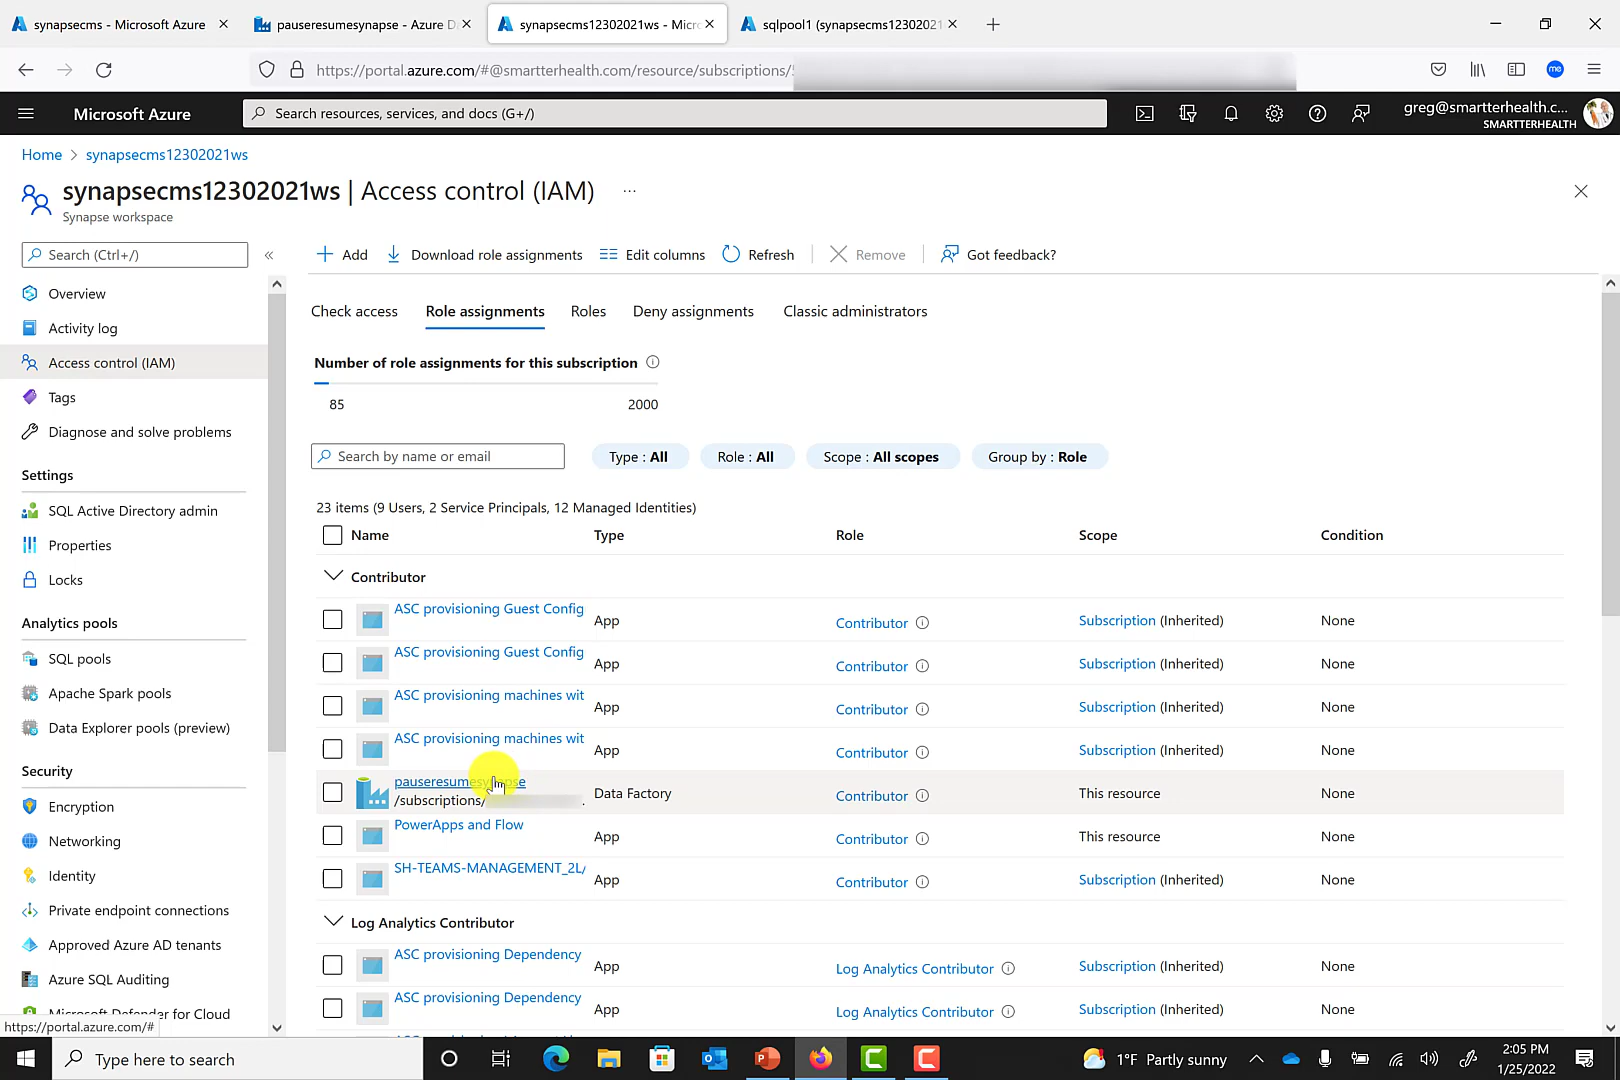 synapsecms - Microsoft Azure
pauseresumesynapse - Azure D
synapsecms12302021ws - Micr
sqlpool1 (synapsecms12302021
https://portal.azure.com/#@smartterhealth.com/resource/subscriptions/
me
Microsoft Azure
Search resources, services, and docs (G+/)
greg@smartterhealth.c...
SMARTTERHEALTH
Home > synapsecms12302021ws
synapsecms12302021ws | Access control (IAM) ...
Synapse workspace
Search (Ctrl+/)
«
Overview
Activity log
Access control (IAM)
Tags
Diagnose and solve problems
Settings
SQL Active Directory admin
Properties
Locks
Analytics pools
SQL pools
Apache Spark pools
Data Explorer pools (preview)
Security
Encryption
Networking
Identity
Private endpoint connections
Approved Azure AD tenants
Azure SQL Auditing
Microsoft Defender for Cloud
https://portal.azure.com/#
Add Download role assignments Edit columns Refresh Remove Got feedback?
Check access Role assignments Roles Deny assignments Classic administrators
Number of role assignments for this subscription
85 2000
Search by name or email Type : All Role : All Scope : All scopes Group by : Role
23 items (9 Users, 2 Service Principals, 12 Managed Identities)
Name Type Role Scope Condition
Contributor
ASC provisioning Guest Config App Contributor Subscription (Inherited) None
ASC provisioning Guest Config App Contributor Subscription (Inherited) None
ASC provisioning machines wit App Contributor Subscription (Inherited) None
ASC provisioning machines wit App Contributor Subscription (Inherited) None
pauseresumesynapse Data Factory Contributor This resource None
/subscriptions/
PowerApps and Flow App Contributor This resource None
SH-TEAMS-MANAGEMENT_2L/ App Contributor Subscription (Inherited) None
Log Analytics Contributor
ASC provisioning Dependency App Log Analytics Contributor Subscription (Inherited) None
ASC provisioning Dependency App Log Analytics Contributor Subscription (Inherited) None
Type here to search
1°F Partly sunny
2:05 PM
1/25/2022